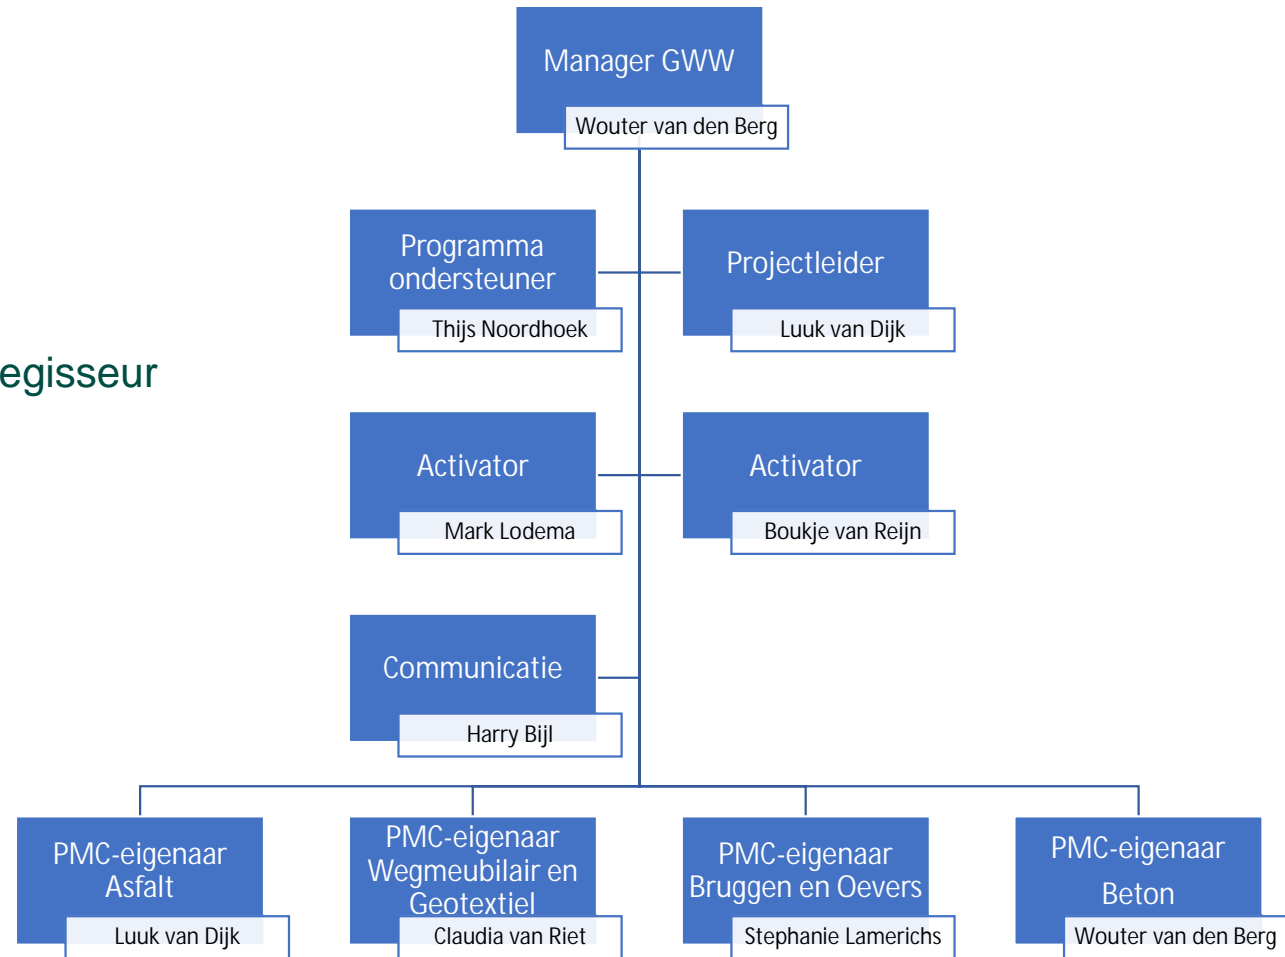 Manager GWW
Wouter van den Berg
Programma
ondersteuner
Thijs Noordhoek
Projectleider
Luuk van Dijk
egisseur
Activator
Mark Lodema
Activator
Boukje van Reijn
Communicatie
Harry Bijl
PMC-eigenaar
Asfalt
Luuk van Dijk
PMC-eigenaar
Wegmeubilair en
Geotextiel
Claudia van Riet
PMC-eigenaar
Bruggen en Oevers
Stephanie Lamerichs
PMC-eigenaar
Beton
Wouter van den Berg